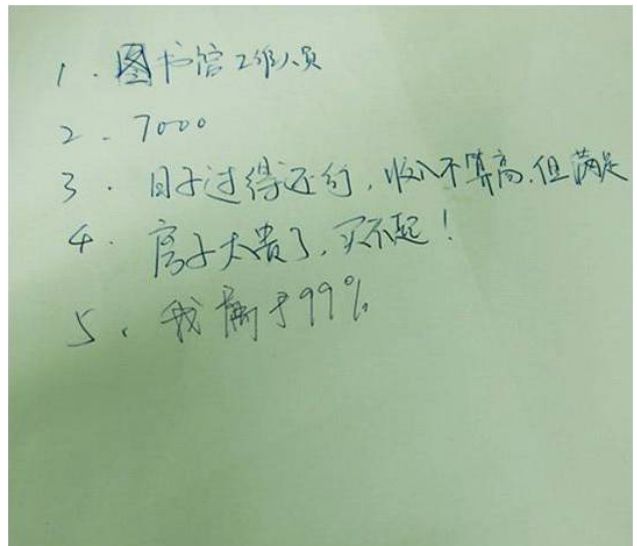 1.图书馆工作人员
2.7000
3.日子过得还行,收入不算高.但满足
4.房子太贵了,买不起!
5、我属于99%